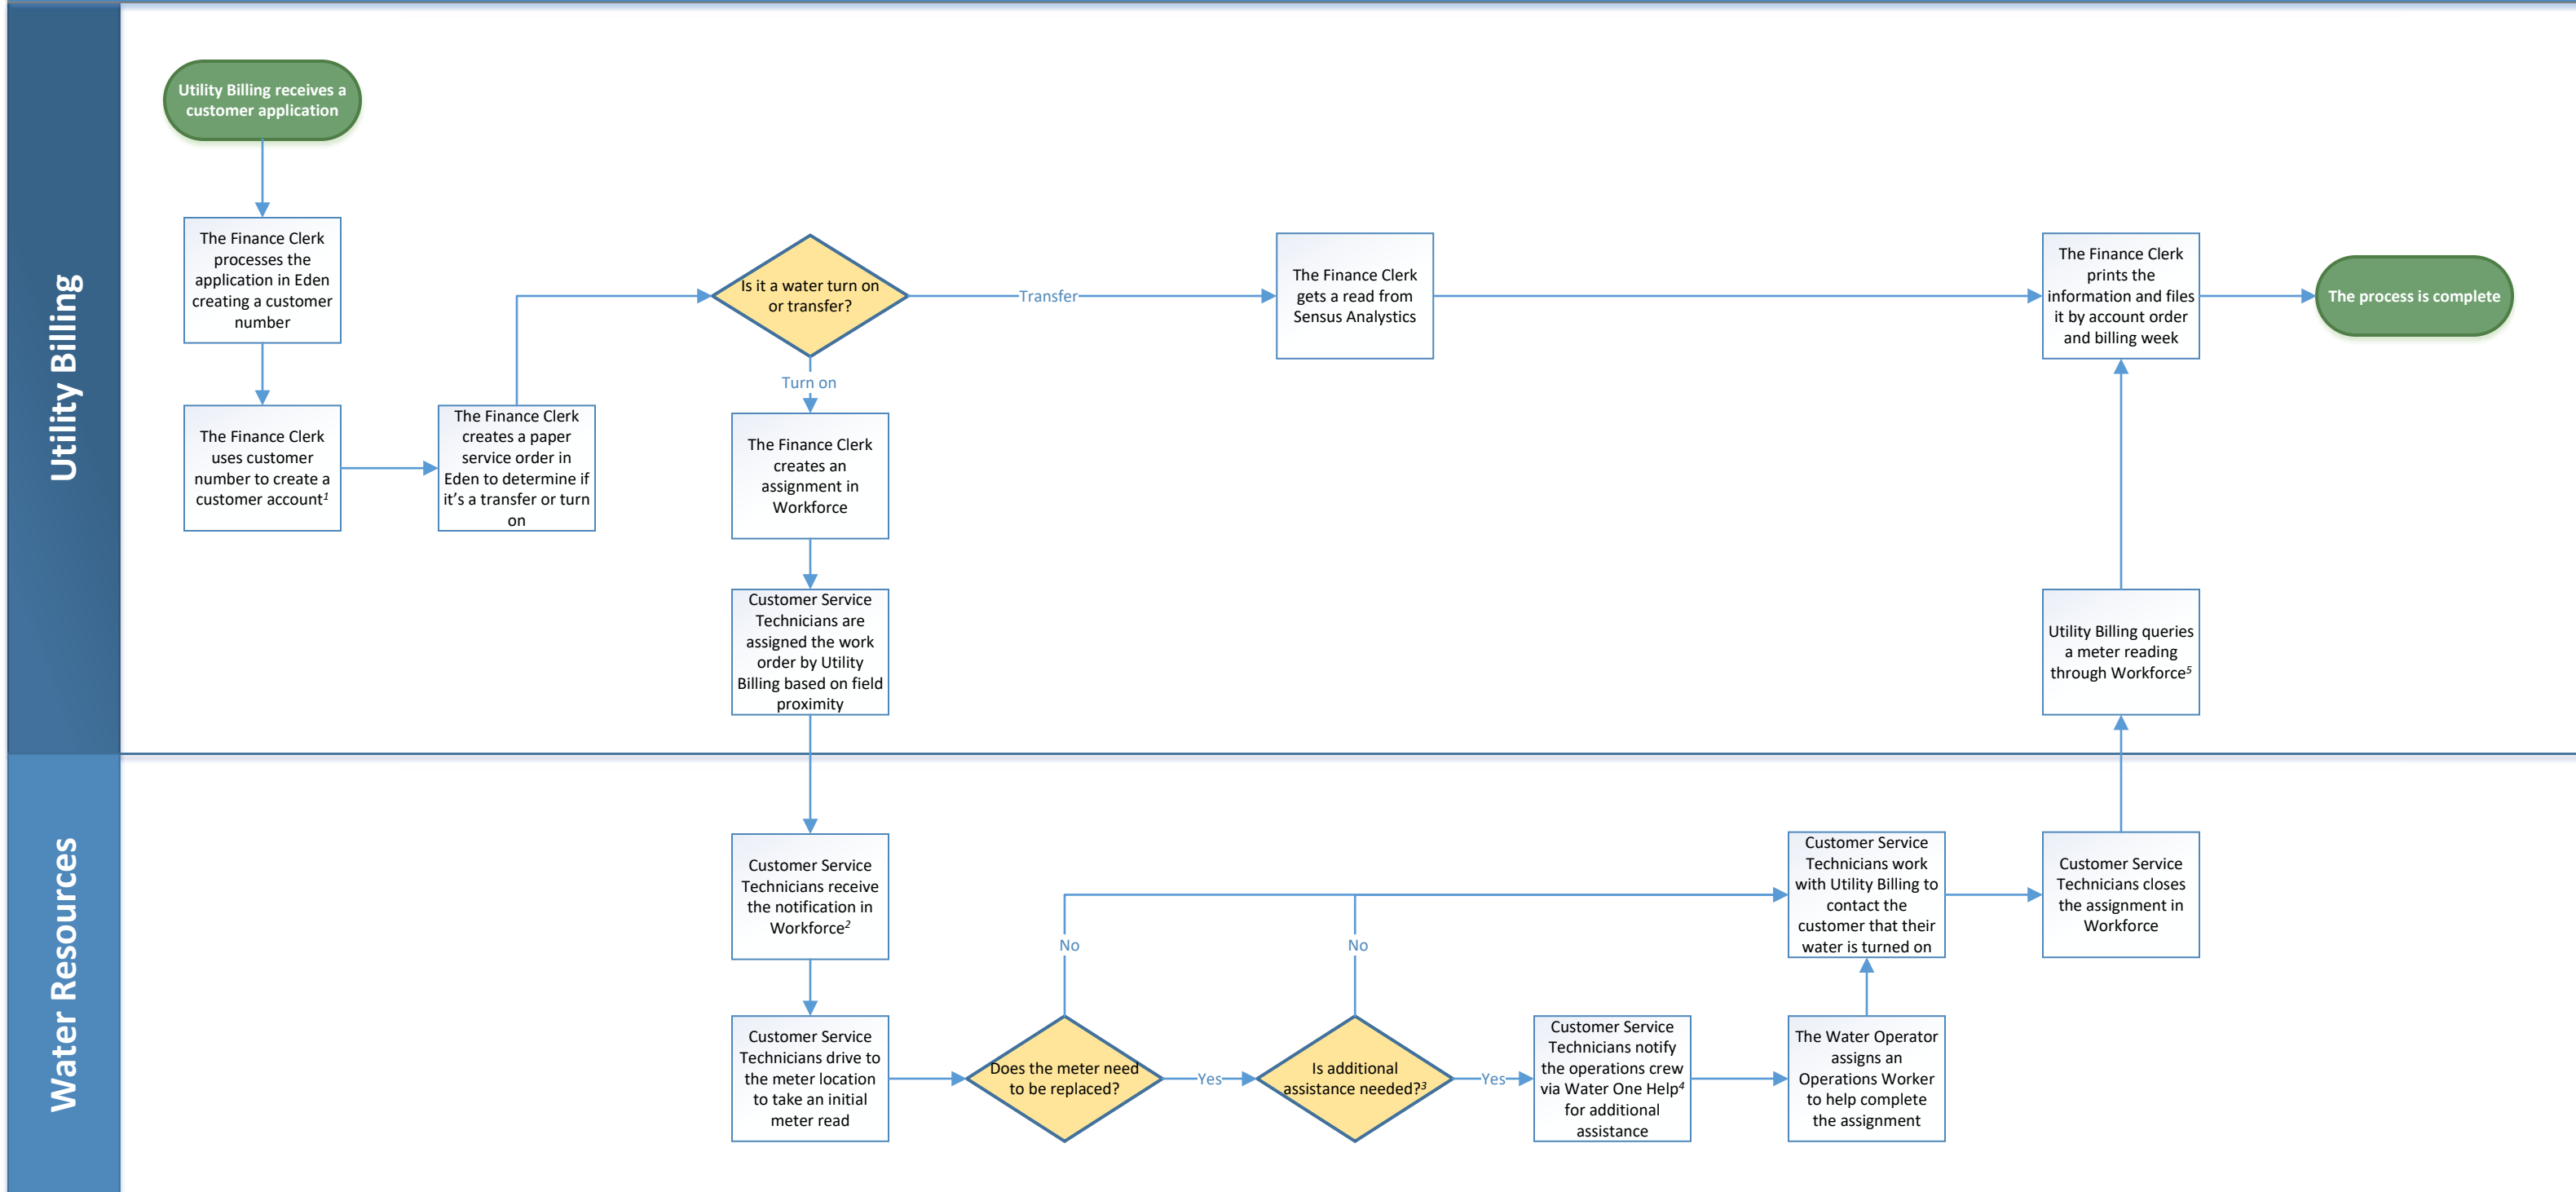 Utility Billing
Utility Billing receives a
customer application
The Finance Clerk
processes the
application in Eden
creating a customer
number
The Finance Clerk
uses customer
number to create a
customer account¹
The Finance Clerk
creates a paper
service order in
Eden to determine if
it’s a transfer or turn
on
Is it a water turn on
or transfer?
Transfer
The Finance Clerk
gets a read from
Sensus Analystics
The Finance Clerk
prints the
information and files
it by account order
and billing week
The process is complete
Turn on
The Finance Clerk
creates an
assignment in
Workforce
Customer Service
Technicians are
assigned the work
order by Utility
Billing based on field
proximity
Utility Billing queries
a meter reading
through Workforce⁵
Water Resources
Customer Service
Technicians receive
the notification in
Workforce²
Customer Service
Technicians drive to
the meter location
to take an initial
meter read
Does the meter need
to be replaced?
No
Yes
Is additional
assistance needed?³
No
Yes
Customer Service
Technicians notify
the operations crew
via Water One Help⁴
for additional
assistance
The Water Operator
assigns an
Operations Worker
to help complete
the assignment
Customer Service
Technicians work
with Utility Billing to
contact the
customer that their
water is turned on
Customer Service
Technicians closes
the assignment in
Workforce